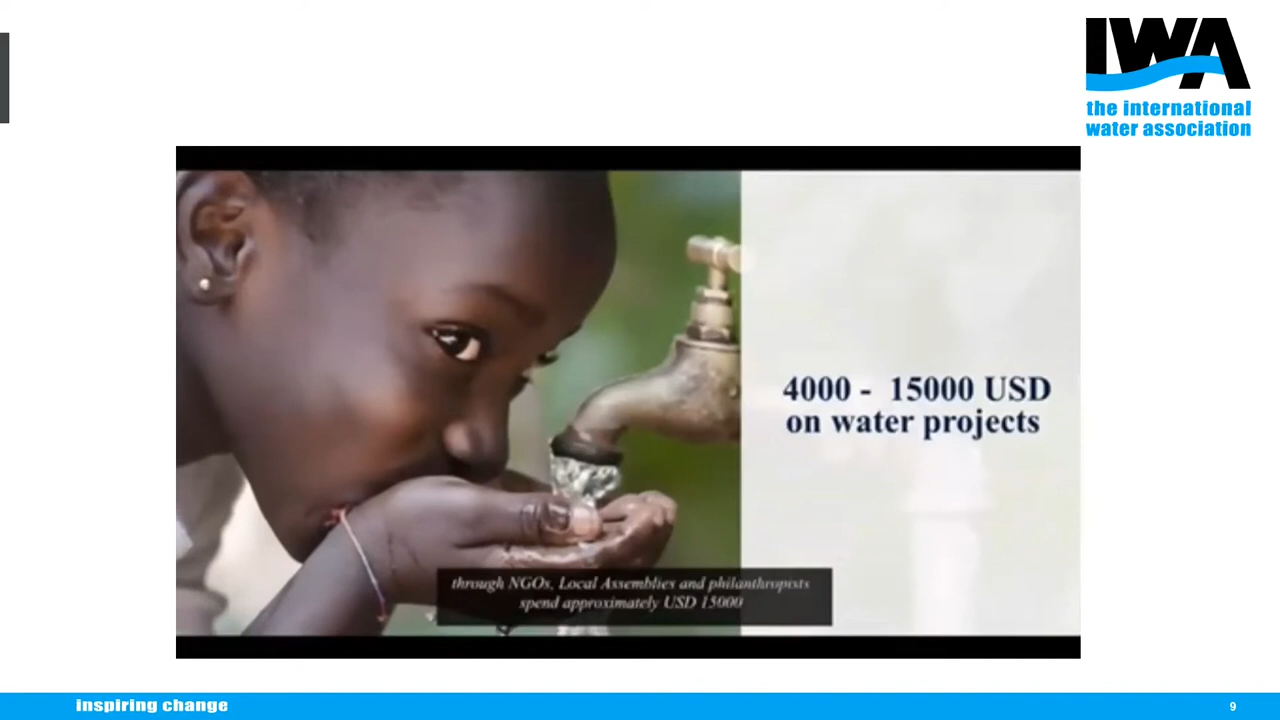 IWA
the international
water association
4000 - 15000 USD
on water projects
through NGOs, Local Assemblies and philanthropists
spend approximately USD 15000
inspiring change
9